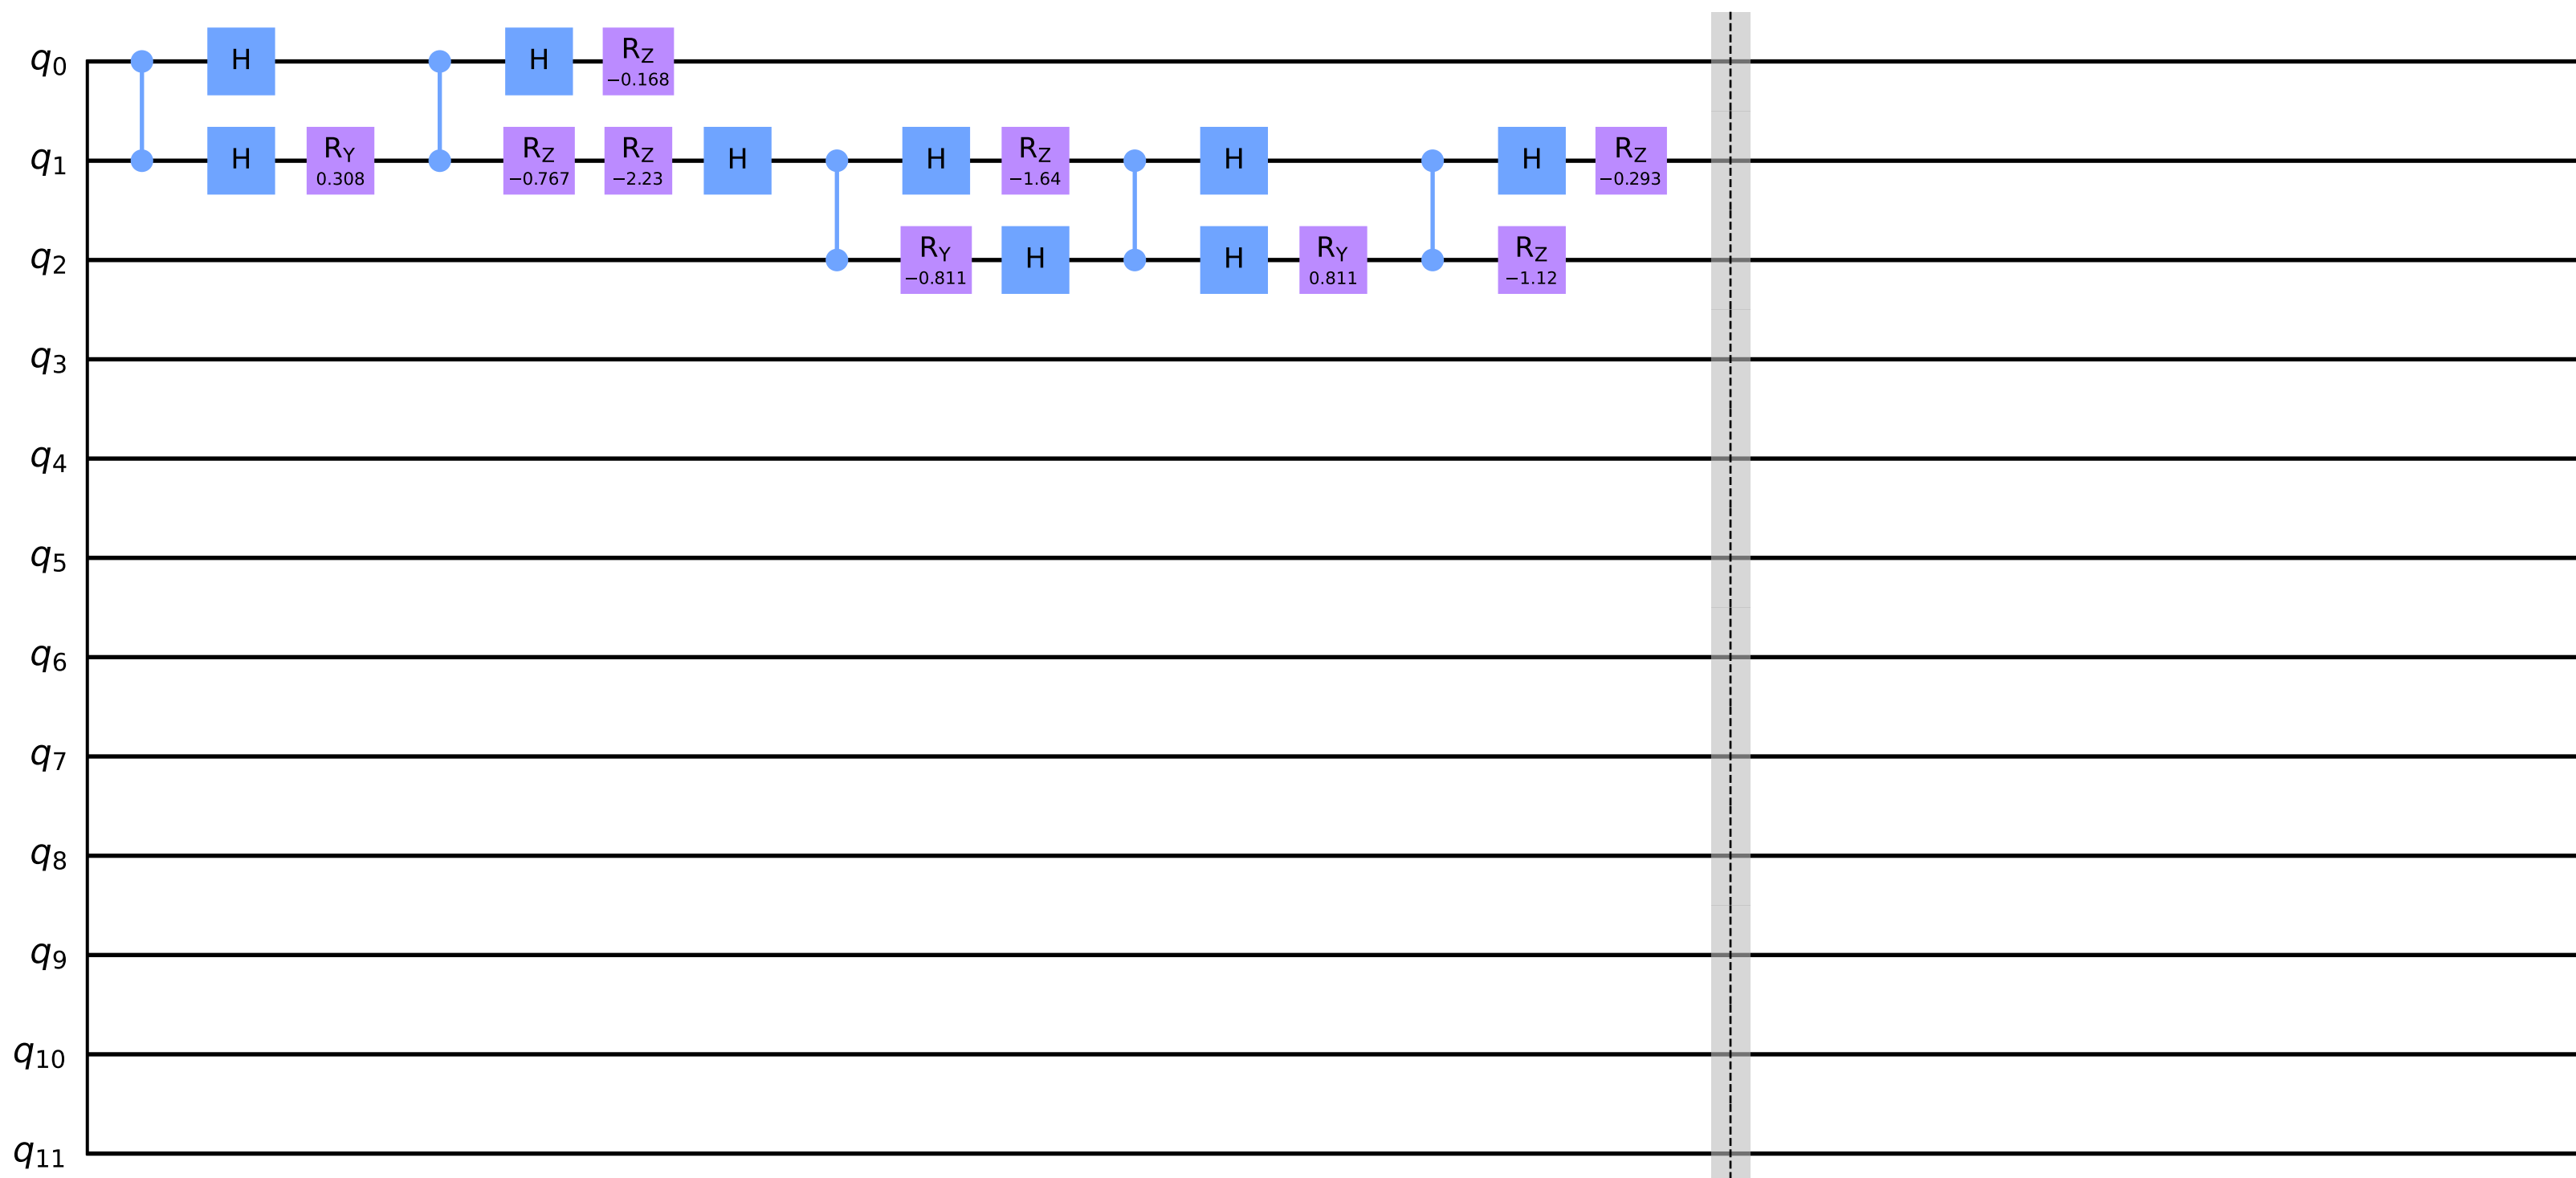 q0 H H RZ −0.168
q1 H RY 0.308 RZ −0.767 RZ −2.23 H H RZ −1.64 H H RZ −0.293
q2 RY −0.811 H H RY 0.811 RZ −1.12
q3
q4
q5
q6
q7
q8
q9
q10
q11